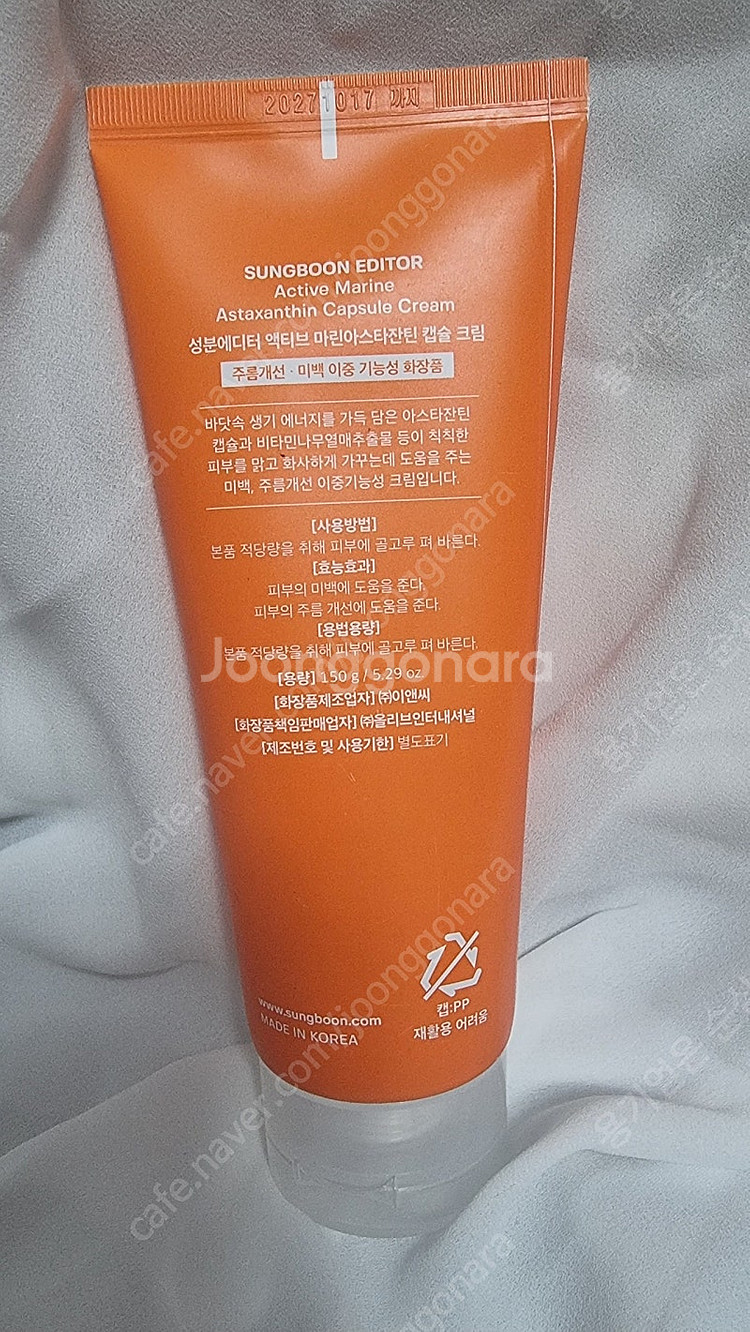 20271017 까지
SUNGBOON EDITOR
Active Marine
Astaxanthin Capsule Cream
성분에디터 액티브 마린아스타잔틴 캡슐 크림
주름개선 · 미백 이중 기능성 화장품
바닷속 생기 에너지를 가득 담은 아스타잔틴
캡슐과 비타민나무열매추출물 등이 칙칙한
피부를 맑고 화사하게 가꾸는데 도움을 주는
미백, 주름개선 이중기능성 크림입니다.
[사용방법]
본품 적당량을 취해 피부에 골고루 펴 바른다.
[효능효과]
피부의 미백에 도움을 준다.
피부의 주름 개선에 도움을 준다.
[용법용량]
본품 적당량을 취해 피부에 골고루 펴 바른다.
Joonggonara
[용량] 150 g / 5.29 oz
[화장품제조업자] ㈜이앤씨
[화장품책임판매업자] ㈜올리브인터내셔널
[제조번호 및 사용기한] 별도표기
캡:PP
재활용 어려움
www.sungboon.com
MADE IN KOREA
cafe.naver.com/joonggonara
cafe.naver.com/joonggonara
cafe.naver.com/joonggonara